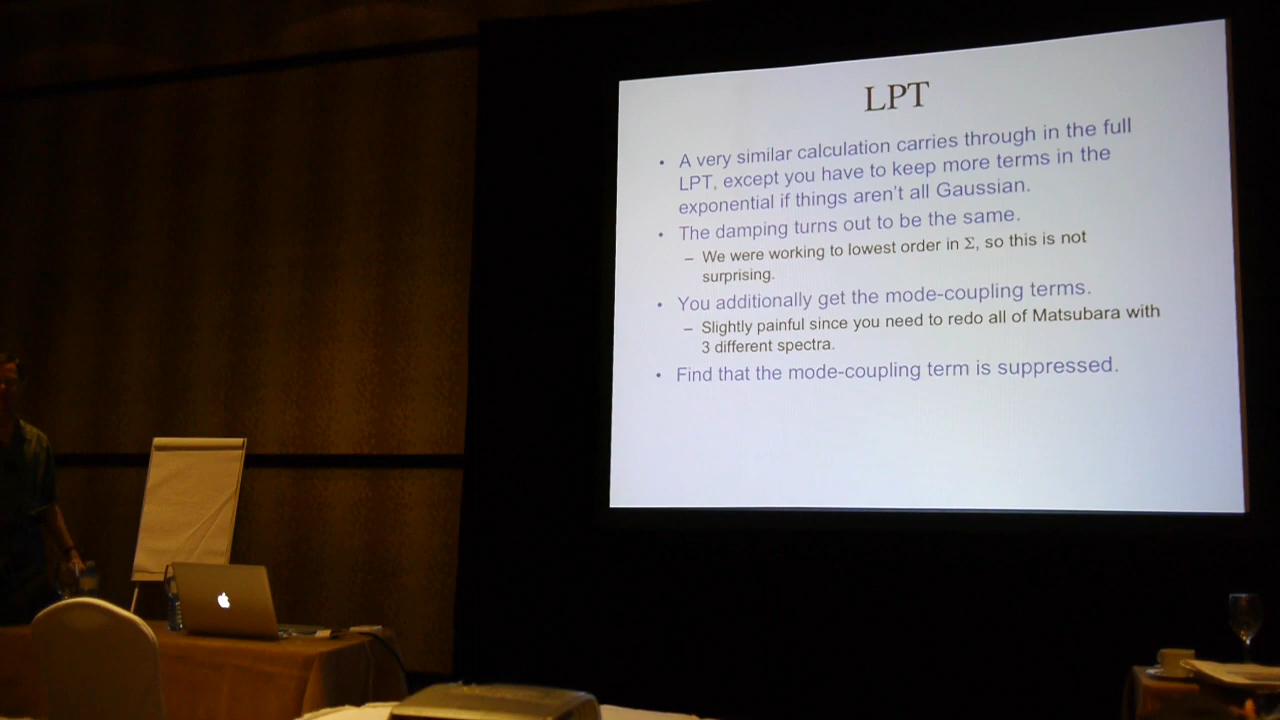 LPT
• A very similar calculation carries through in the full
LPT, except you have to keep more terms in the
exponential if things aren't all Gaussian.
• The damping turns out to be the same.
– We were working to lowest order in Σ, so this is not
surprising.
• You additionally get the mode-coupling terms.
– Slightly painful since you need to redo all of Matsubara with
3 different spectra.
• Find that the mode-coupling term is suppressed.